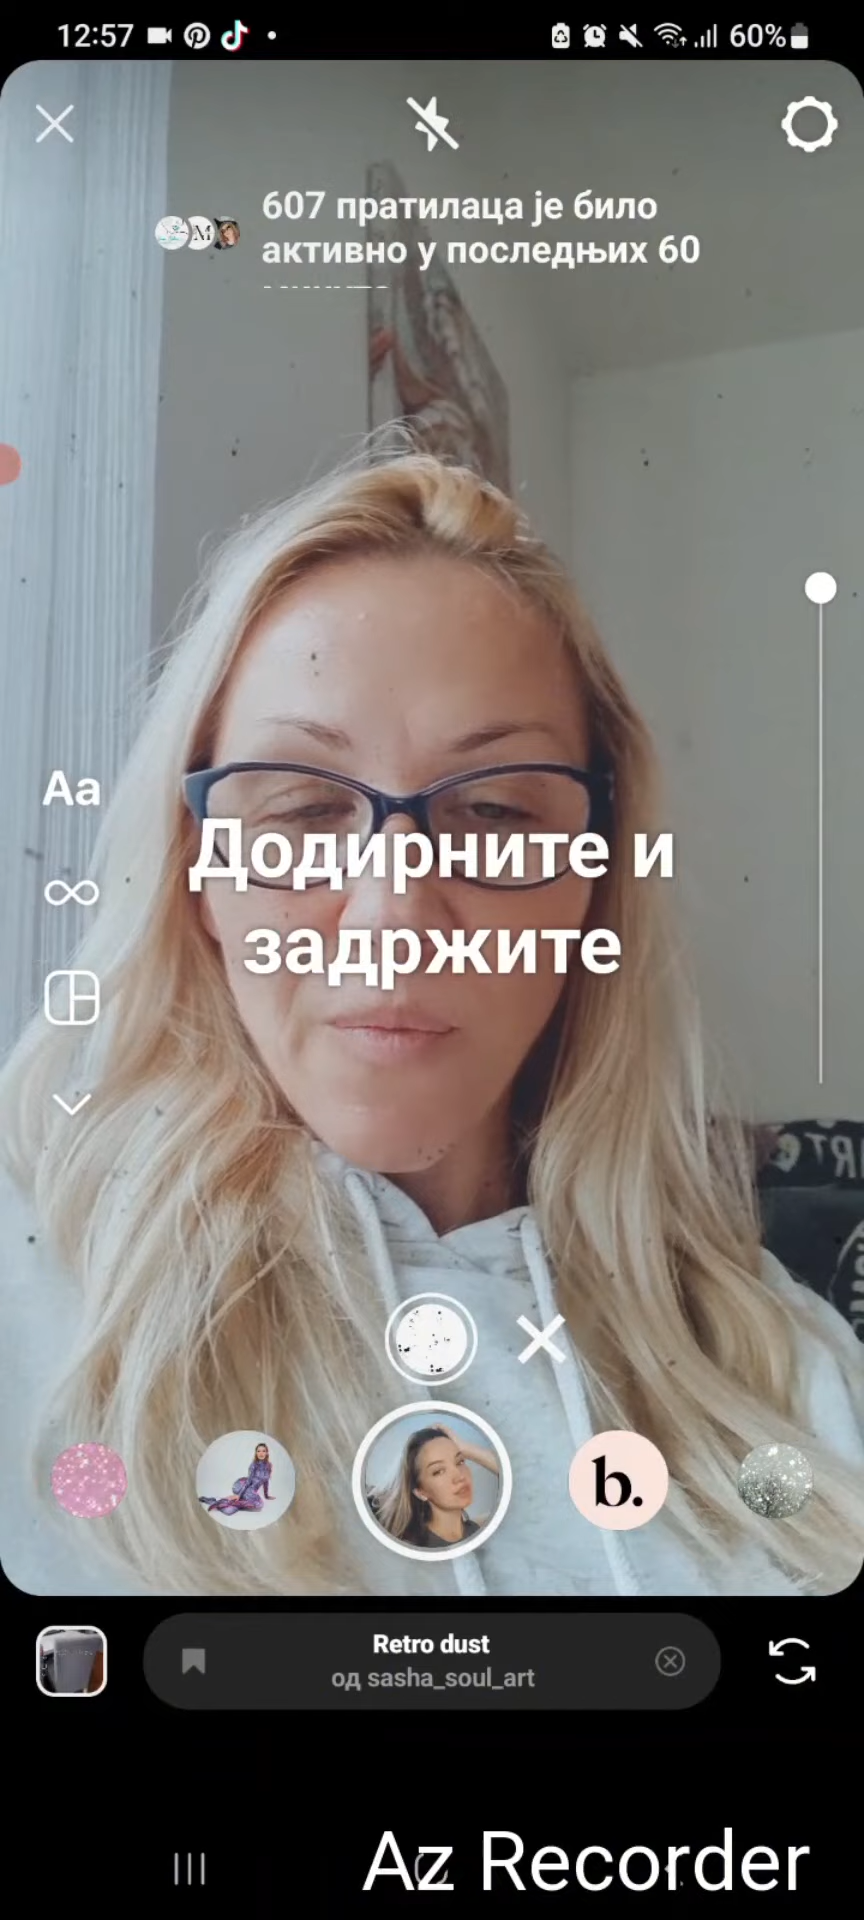 12:57
60%
607 пратилаца је било
активно у последњих 60
M
Aa
Додирните и
задржите
b.
Retro dust
од sasha_soul_art
Az Recorder